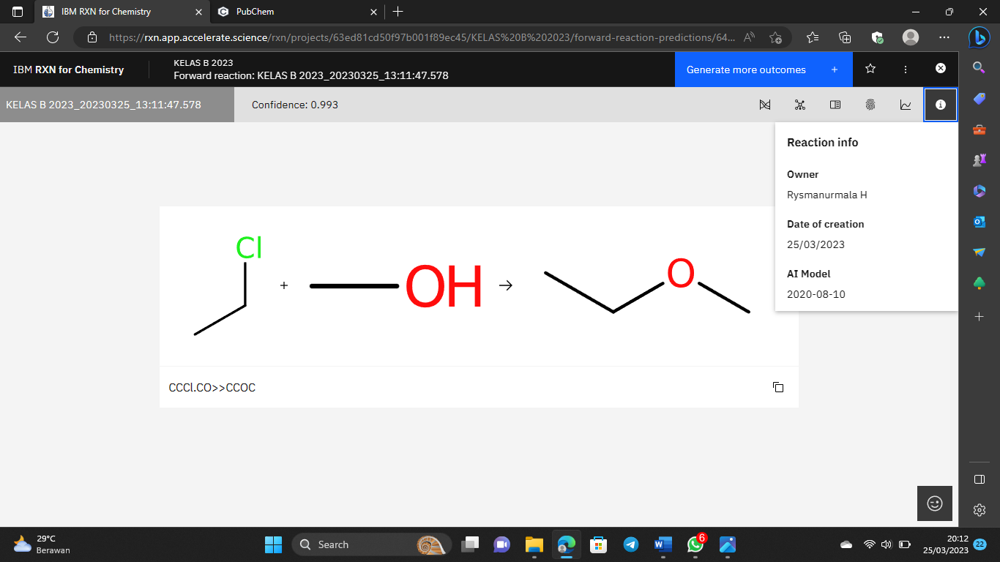 IBM RXN for Chemistry
PubChem
https://rxn.app.accelerate.science/rxn/projects/63ed81cd50f97b001f89ec45/KELAS%20B%202023/forward-reaction-predictions/64...
IBM RXN for Chemistry
KELAS B 2023
Forward reaction: KELAS B 2023_20230325_13:11:47.578
Generate more outcomes +
KELAS B 2023_20230325_13:11:47.578
Confidence: 0.993
Reaction info
Owner
Rysmanurmala H
Date of creation
25/03/2023
AI Model
2020-08-10
Cl
+
OH
→
O
CCCl.CO>>CCOC
29°C
Berawan
Search
6
20:12
25/03/2023
22